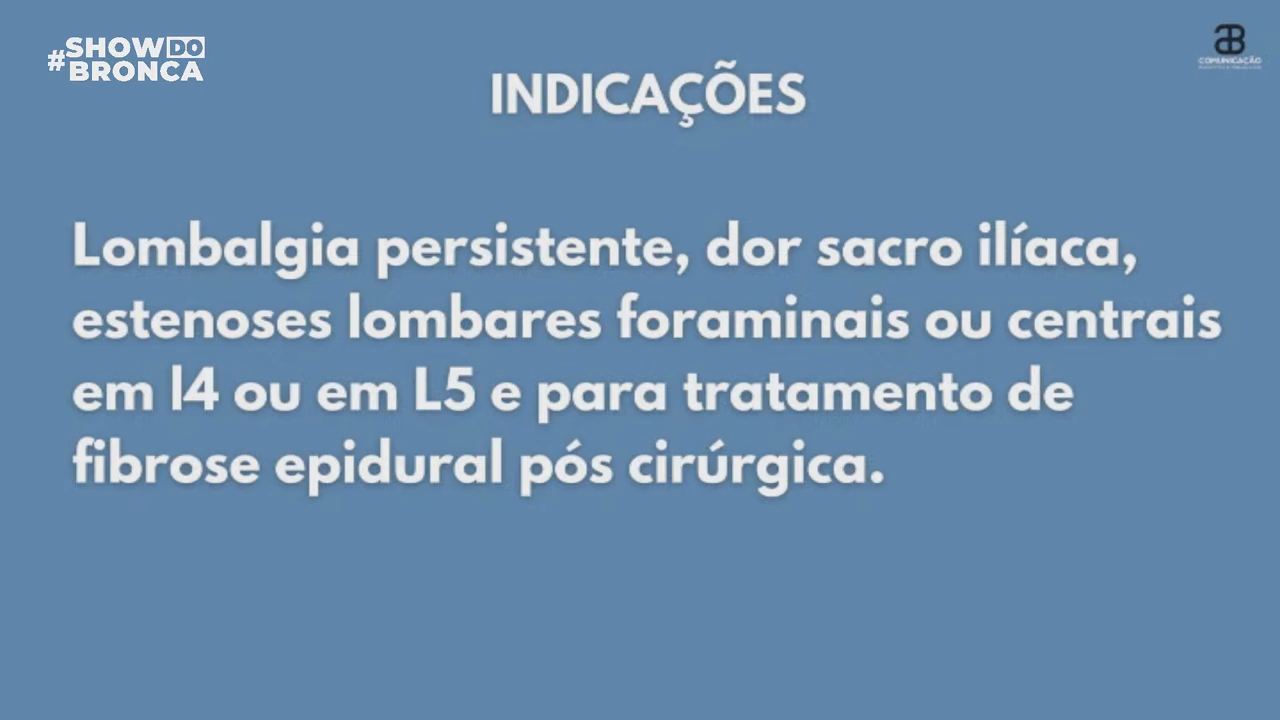 #SHOW DO
BRONCA
COMUNICAÇÃO
INDICAÇÕES
Lombalgia persistente, dor sacro ilíaca,
estenoses lombares foraminais ou centrais
em l4 ou em L5 e para tratamento de
fibrose epidural pós cirúrgica.